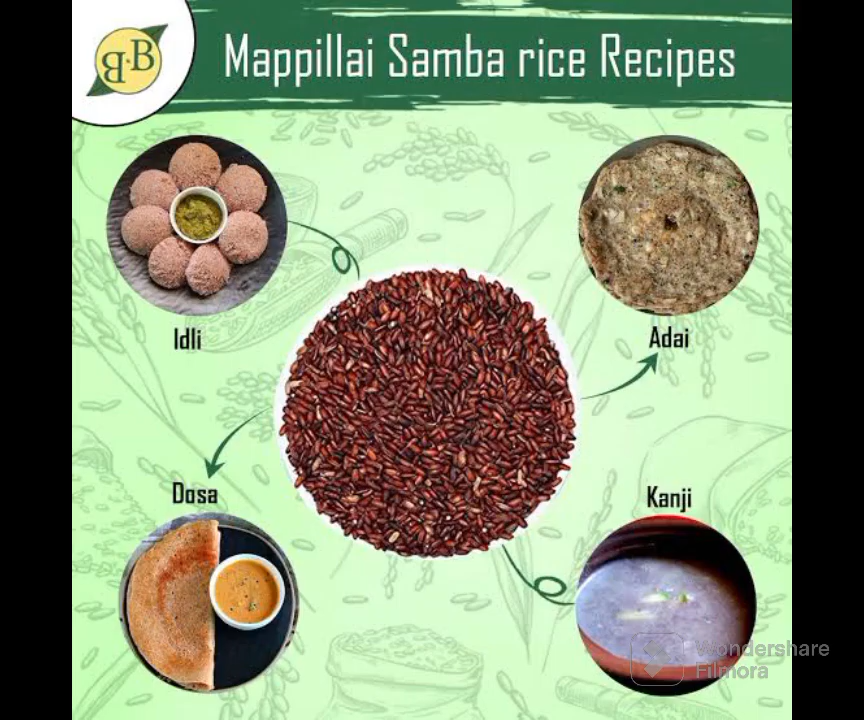 B.B
Mappillai Samba rice Recipes
Idli
Adai
Dosa
Kanji
Wondershare
Filmora